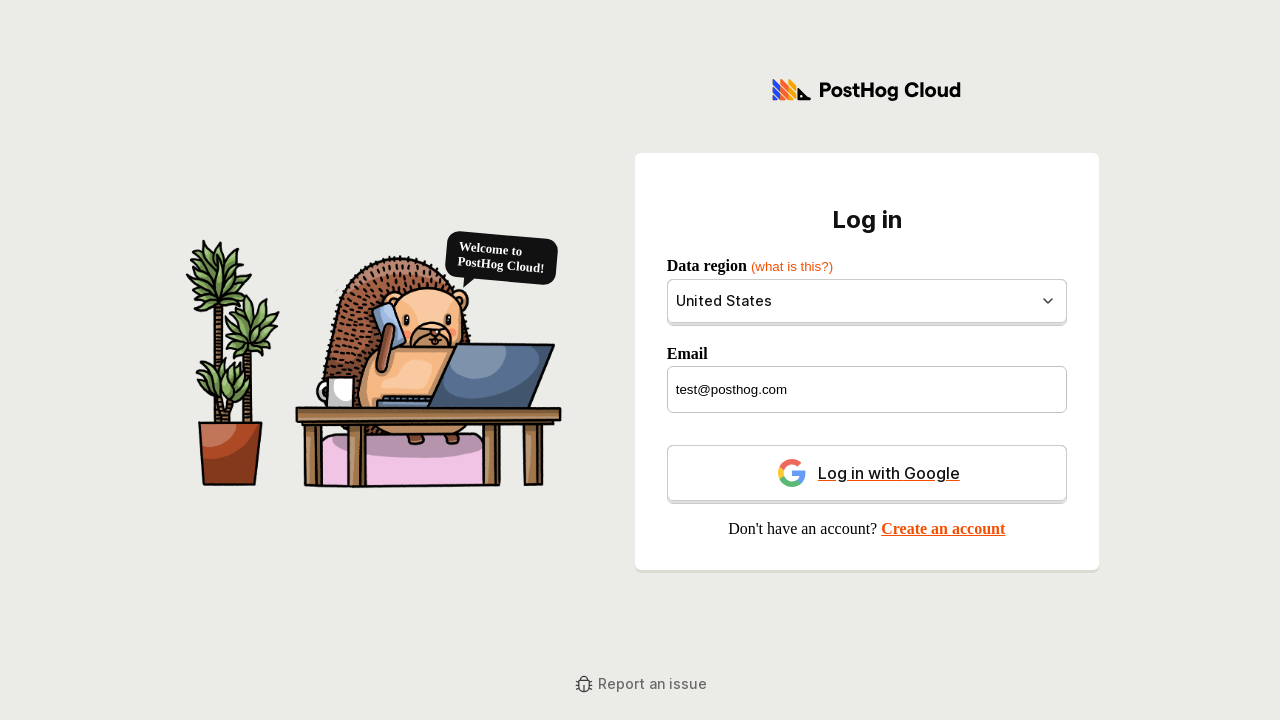 PostHog Cloud
Welcome to
PostHog Cloud!
Log in
Data region (what is this?)
United States
Email
test@posthog.com
Log in with Google
Don't have an account? Create an account
Report an issue